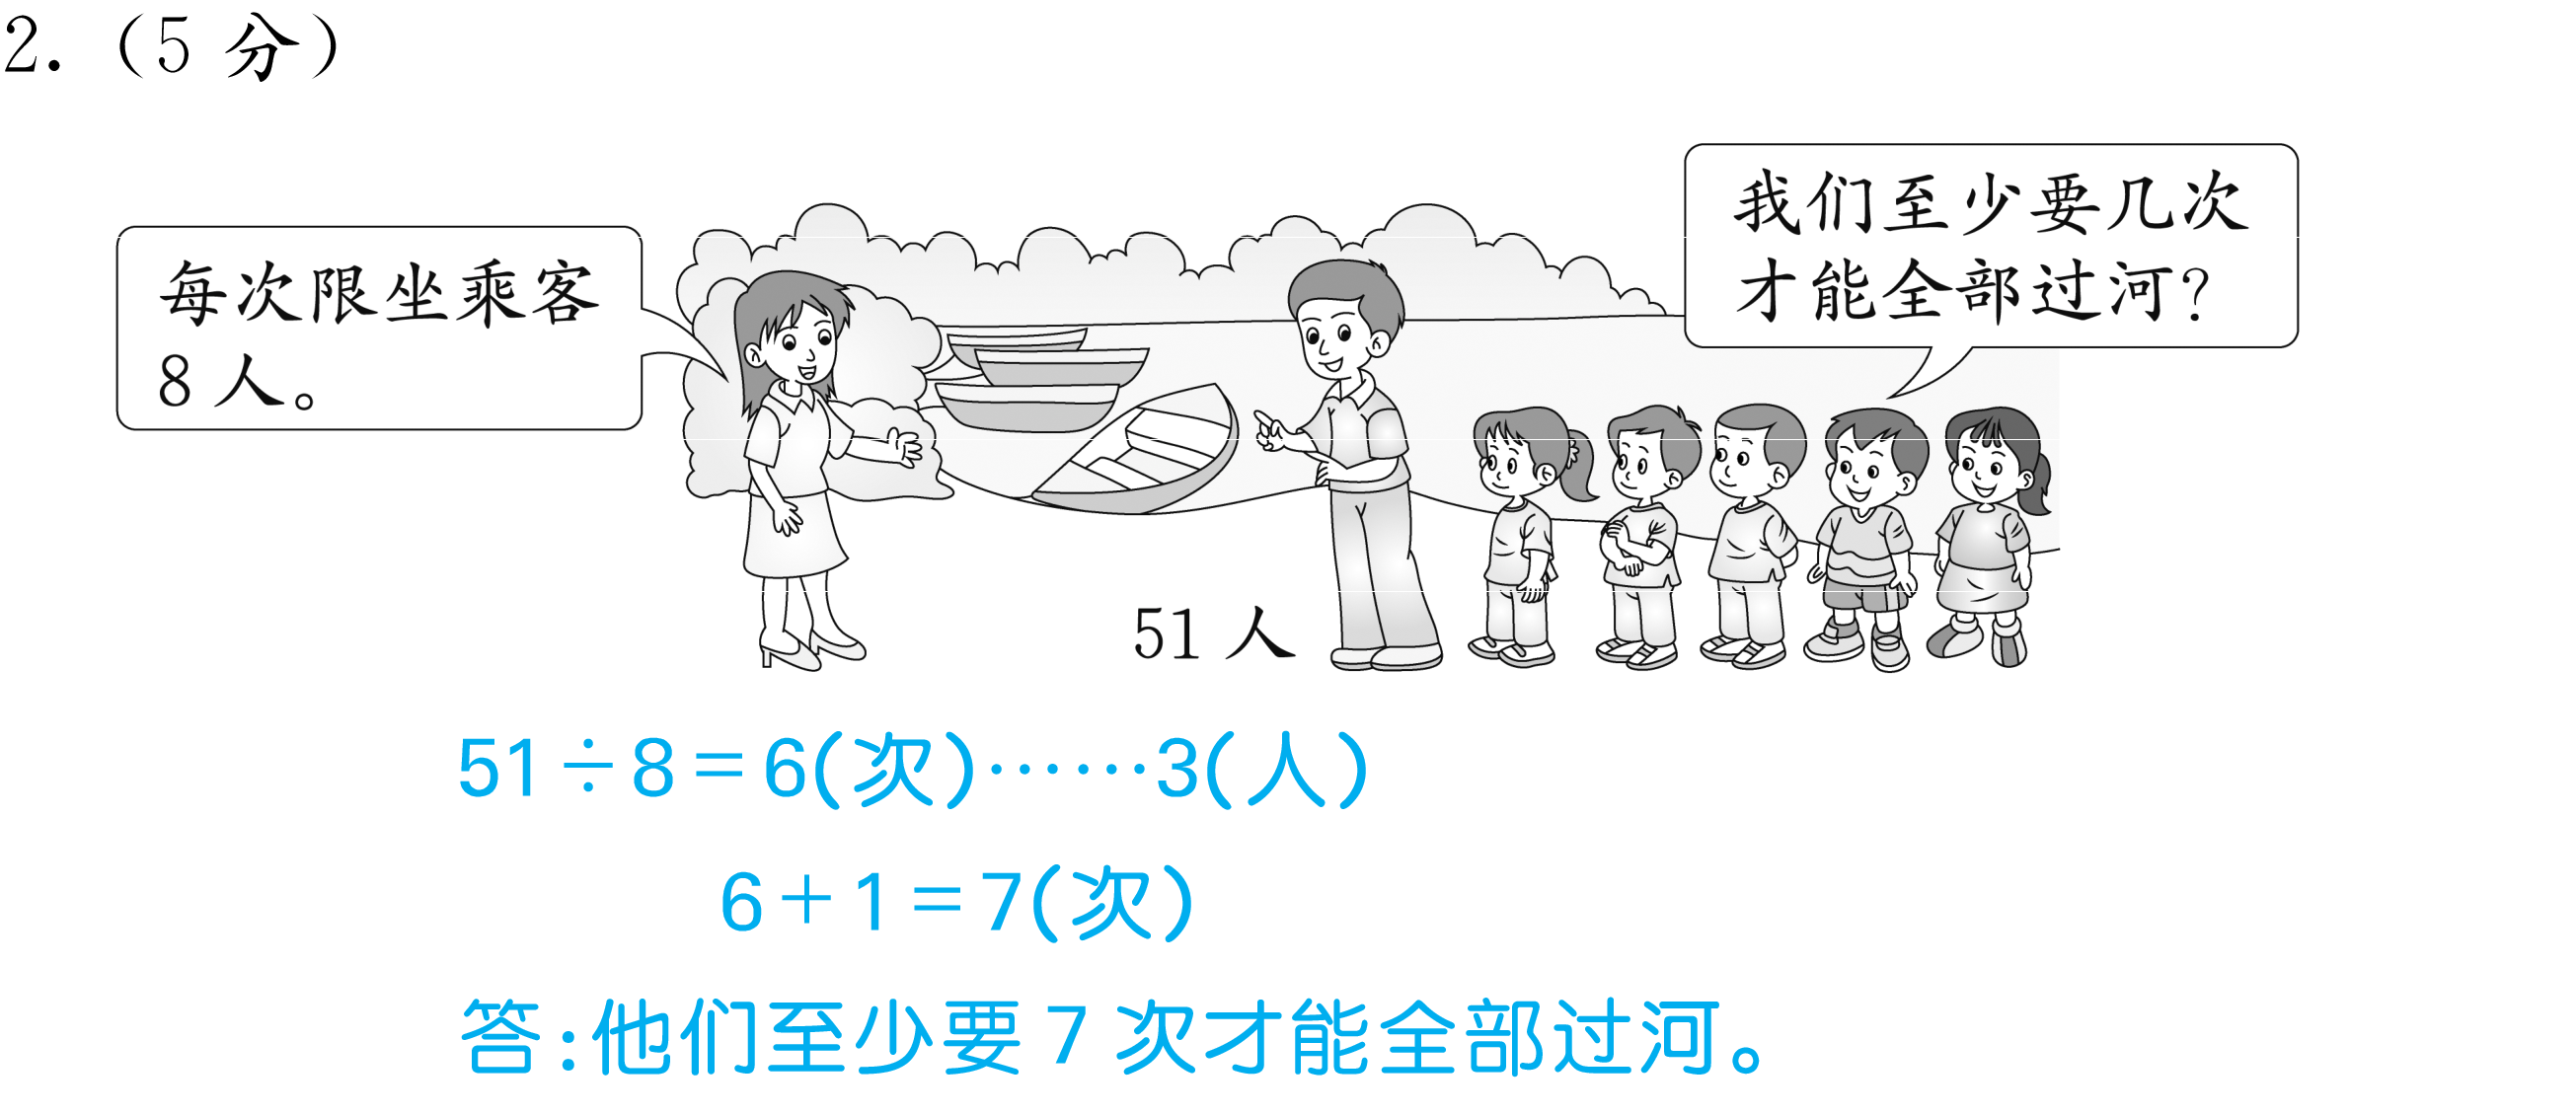 2.（5 分）
每次限坐乘客
8 人。
我们至少要几次
才能全部过河？
51 人
51÷8＝6(次)……3(人)
6＋1＝7(次)
答：他们至少要 7 次才能全部过河。